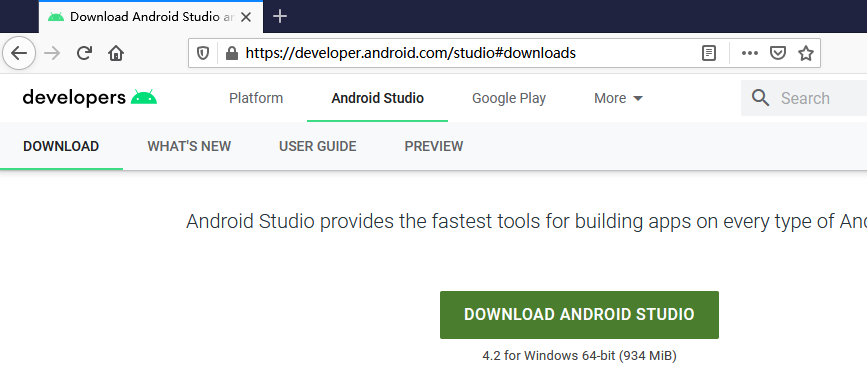 Download Android Studio a
https://developer.android.com/studio#downloads
developers Platform Android Studio Google Play More Search
DOWNLOAD WHAT'S NEW USER GUIDE PREVIEW
Android Studio provides the fastest tools for building apps on every type of And
DOWNLOAD ANDROID STUDIO
4.2 for Windows 64-bit (934 MiB)